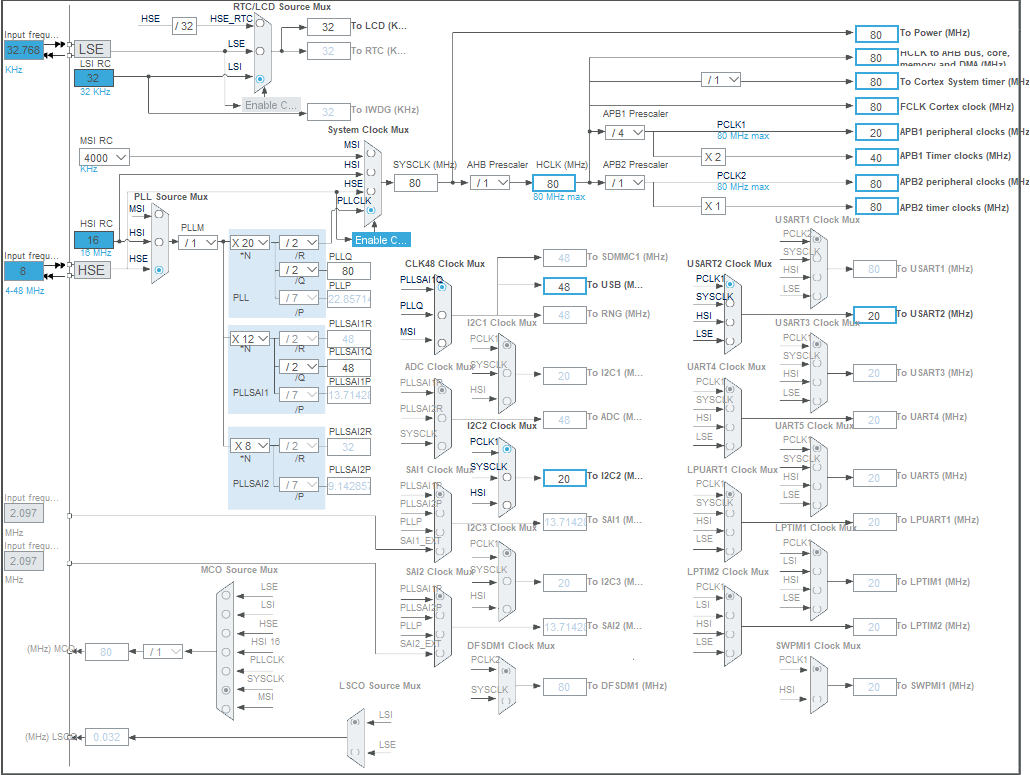 RTC/LCD Source Mux
HSE
/ 32
HSE_RTC
32
To LCD (K...
Input frequ...
32.768
KHz
LSE
LSE
32
To RTC (K...
LSI RC
32
32 KHz
LSI
Enable C...
32
To IWDG (KHz)
80
To Power (MHz)
80
HCLK to AHB bus, core,
memory and DMA (MHz)
/ 1
80
To Cortex System timer (MHz
80
FCLK Cortex clock (MHz)
System Clock Mux
MSI RC
4000
KHz
MSI
HSI
HSE
PLLCLK
Enable C...
SYSCLK (MHz)
80
AHB Prescaler
/ 1
HCLK (MHz)
80
80 MHz max
APB1 Prescaler
/ 4
PCLK1
80 MHz max
20
APB1 peripheral clocks (MH
X 2
40
APB1 Timer clocks (MHz)
APB2 Prescaler
/ 1
PCLK2
80 MHz max
80
APB2 peripheral clocks (MH
X 1
80
APB2 timer clocks (MHz)
PLL Source Mux
MSI
HSI
HSE
HSI RC
16
16 MHz
Input frequ...
8
4-48 MHz
HSE
PLLM
/ 1
X 20
*N
/ 2
/R
PLLQ
/ 2
/Q
80
PLLP
PLL
/ 7
/P
22.85714
PLLSAI1R
X 12
*N
/ 2
/R
48
PLLSAI1Q
/ 2
/Q
48
PLLSAI1P
PLLSAI1
/ 7
/P
13.71428
PLLSAI2R
X 8
*N
/ 2
/R
32
PLLSAI2P
PLLSAI2
/ 7
/P
9.142857
CLK48 Clock Mux
PLLSAI1Q
PLLQ
MSI
48
To SDMMC1 (MHz)
48
To USB (M...
48
To RNG (MHz)
I2C1 Clock Mux
PCLK1
SYSCLK
HSI
20
To I2C1 (M...
ADC Clock Mux
PLLSAI1R
PLLSAI2R
SYSCLK
48
To ADC (M...
I2C2 Clock Mux
PCLK1
SYSCLK
HSI
20
To I2C2 (M...
SAI1 Clock Mux
PLLSAI1P
PLLSAI2P
PLLP
SAI1_EXT
13.71428
To SAI1 (M...
I2C3 Clock Mux
PCLK1
SYSCLK
HSI
20
To I2C3 (M...
SAI2 Clock Mux
PLLSAI1P
PLLSAI2P
PLLP
SAI2_EXT
13.71428
To SAI2 (M...
DFSDM1 Clock Mux
PCLK2
SYSCLK
80
To DFSDM1 (MHz)
USART1 Clock Mux
PCLK2
SYSCLK
HSI
LSE
80
To USART1 (MHz)
USART2 Clock Mux
PCLK1
SYSCLK
HSI
LSE
20
To USART2 (MHz)
USART3 Clock Mux
PCLK1
SYSCLK
HSI
LSE
20
To USART3 (MHz)
UART4 Clock Mux
PCLK1
SYSCLK
HSI
LSE
20
To UART4 (MHz)
UART5 Clock Mux
PCLK1
SYSCLK
HSI
LSE
20
To UART5 (MHz)
LPUART1 Clock Mux
PCLK1
SYSCLK
HSI
LSE
20
To LPUART1 (MHz)
LPTIM1 Clock Mux
PCLK1
LSI
HSI
LSE
20
To LPTIM1 (MHz)
LPTIM2 Clock Mux
PCLK1
LSI
HSI
LSE
20
To LPTIM2 (MHz)
SWPMI1 Clock Mux
PCLK1
HSI
20
To SWPMI1 (MHz)
Input frequ...
2.097
MHz
Input frequ...
2.097
MHz
MCO Source Mux
LSE
LSI
HSE
HSI 16
PLLCLK
SYSCLK
MSI
(MHz) MCO
80
/ 1
LSCO Source Mux
LSI
LSE
(MHz) LSCO
0.032